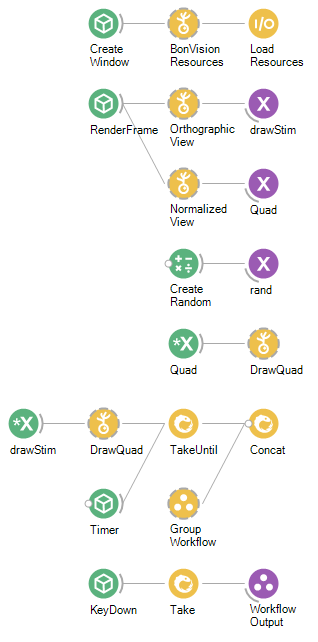 Create
Window
BonVision
Resources
I/O
Load
Resources
RenderFrame
Orthographic
View
X
drawStim
Normalized
View
X
Quad
Create
Random
X
rand
*X
Quad
DrawQuad
*X
drawStim
DrawQuad
TakeUntil
Concat
Timer
Group
Workflow
KeyDown
Take
Workflow
Output